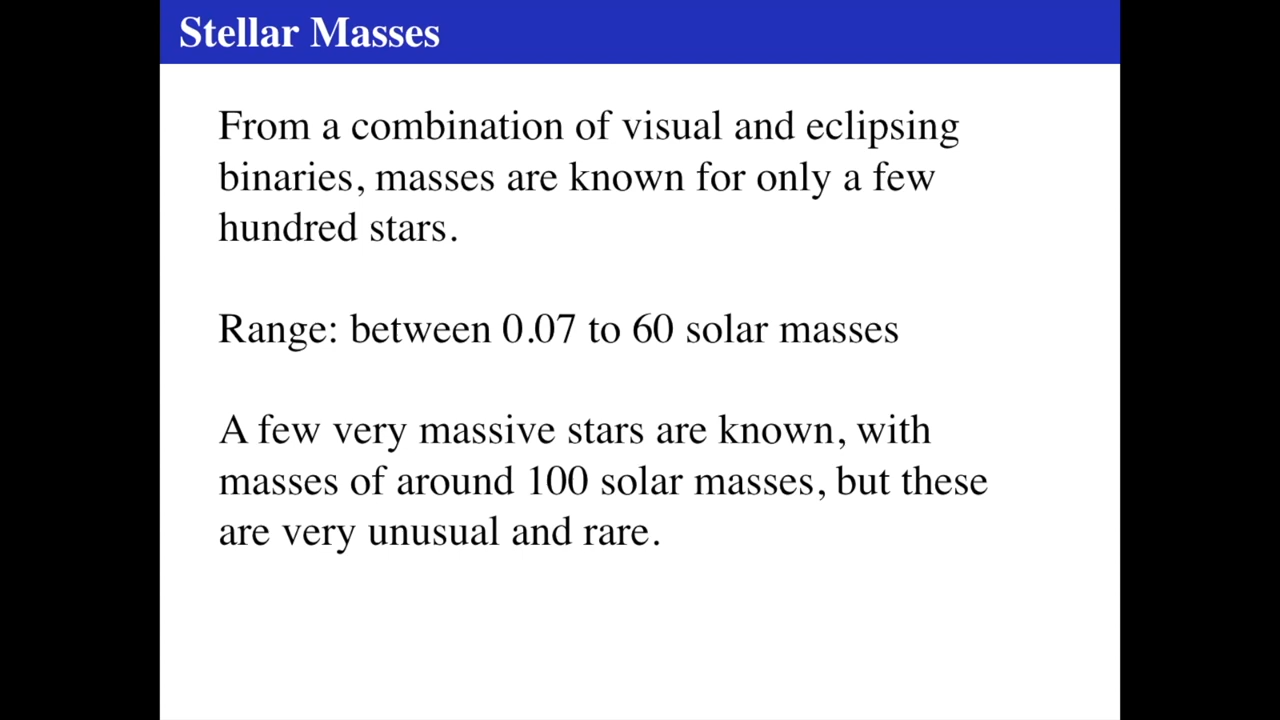 Stellar Masses
From a combination of visual and eclipsing
binaries, masses are known for only a few
hundred stars.
Range: between 0.07 to 60 solar masses
A few very massive stars are known, with
masses of around 100 solar masses, but these
are very unusual and rare.